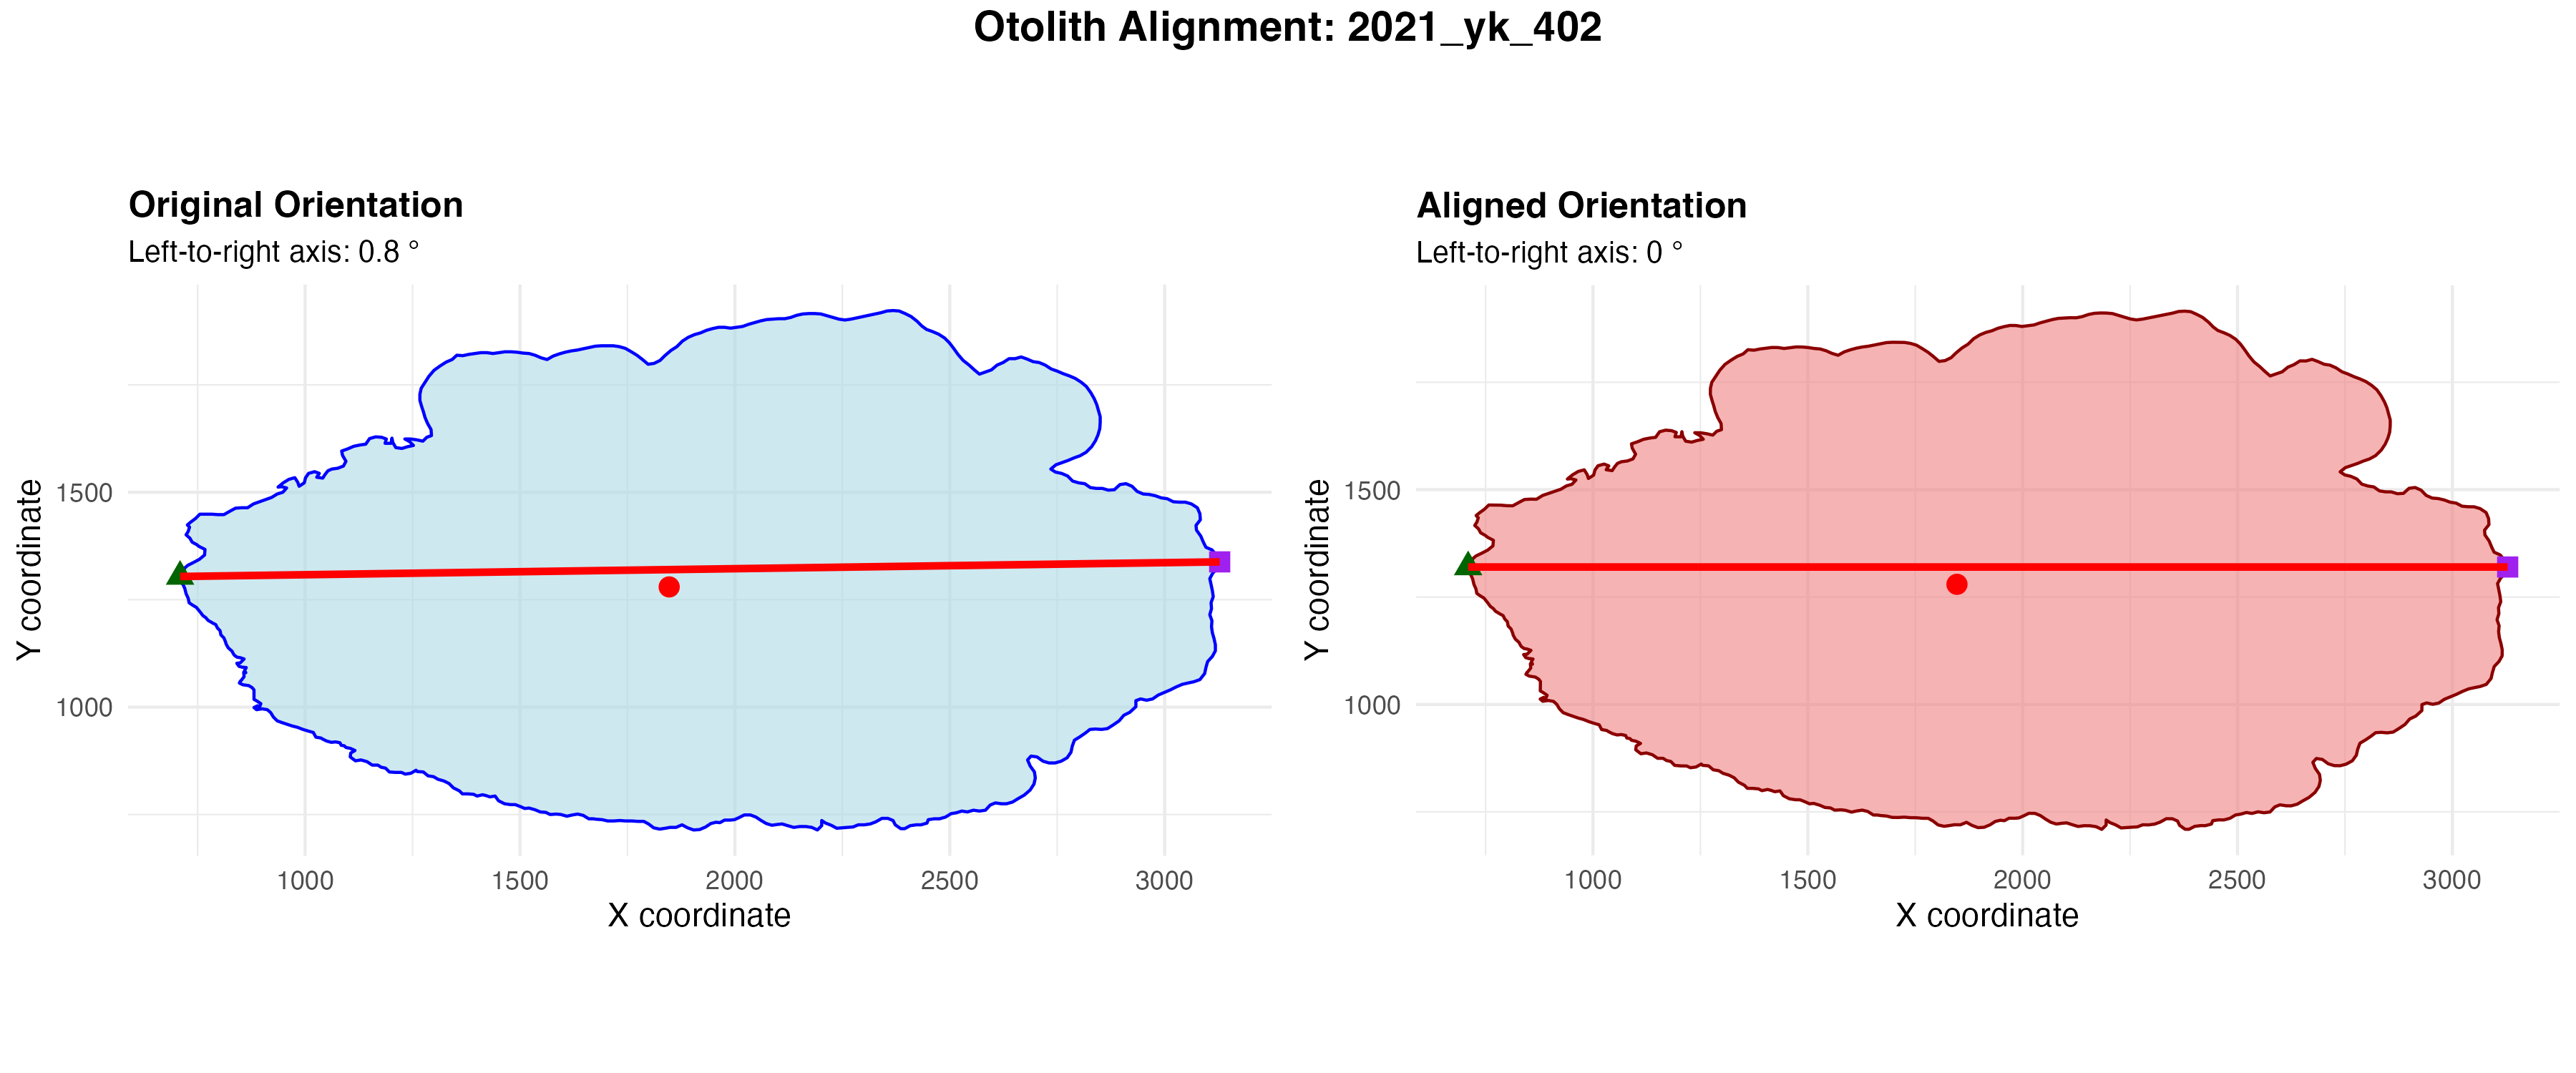 Otolith Alignment: 2021_yk_402
Original Orientation
Left-to-right axis: 0.8 °
Y coordinate
1500
1000
1000 1500 2000 2500 3000
X coordinate
Aligned Orientation
Left-to-right axis: 0 °
Y coordinate
1500
1000
1000 1500 2000 2500 3000
X coordinate